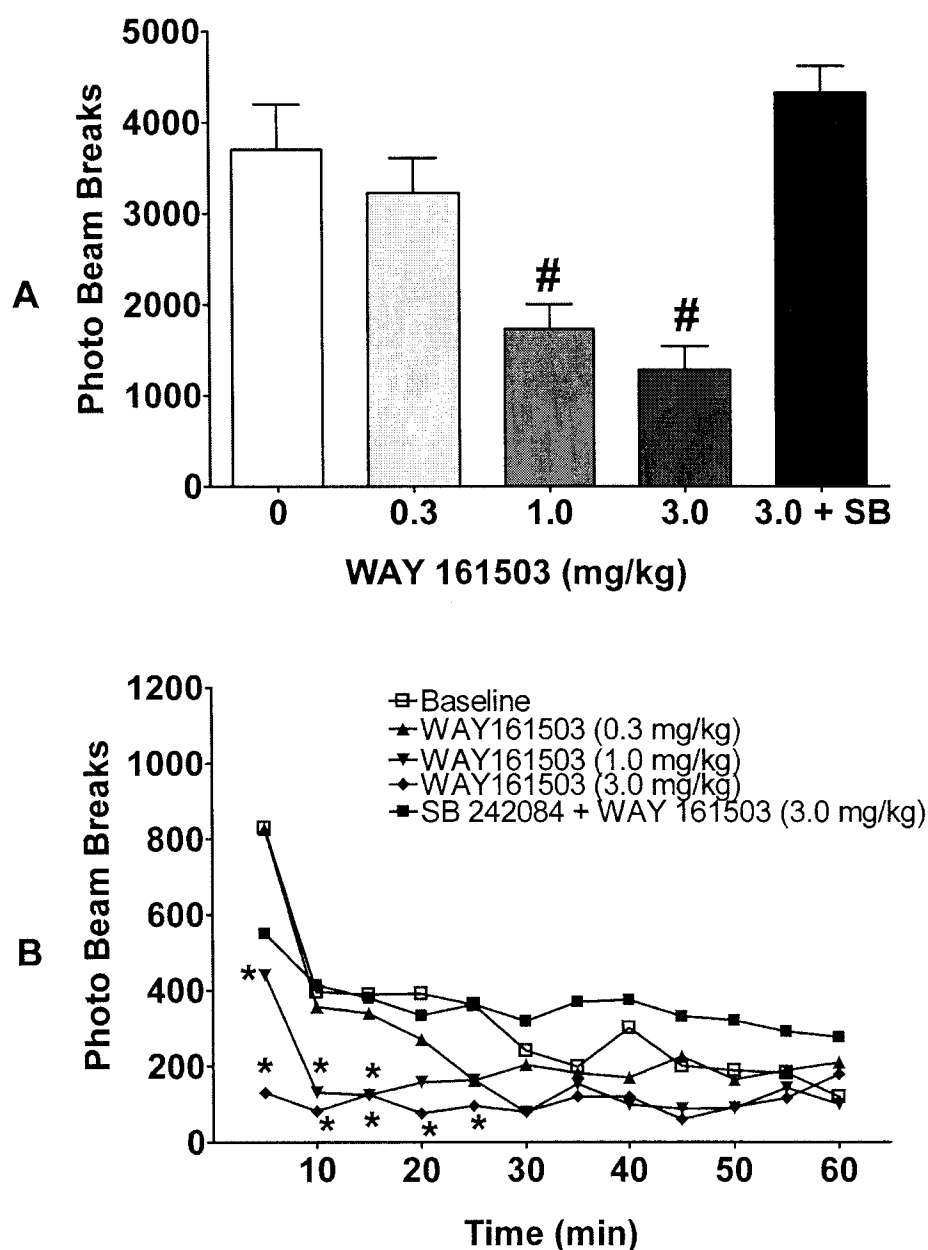 A
Photo Beam Breaks
5000
4000
3000
2000
1000
0
#
#
0 0.3 1.0 3.0 3.0 + SB
WAY 161503 (mg/kg)
B
Photo Beam Breaks
1200
1000
800
600
400
200
0
Baseline
WAY161503 (0.3 mg/kg)
WAY161503 (1.0 mg/kg)
WAY161503 (3.0 mg/kg)
SB 242084 + WAY 161503 (3.0 mg/kg)
*
* * *
* * * *
10 20 30 40 50 60
Time (min)